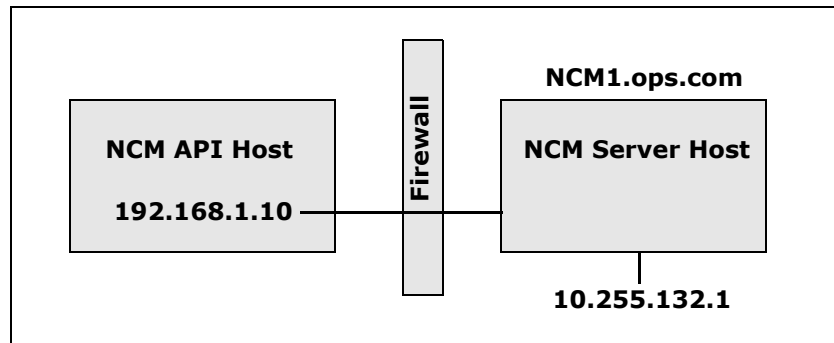 NCM1.ops.com
NCM API Host
192.168.1.10
Firewall
NCM Server Host
10.255.132.1